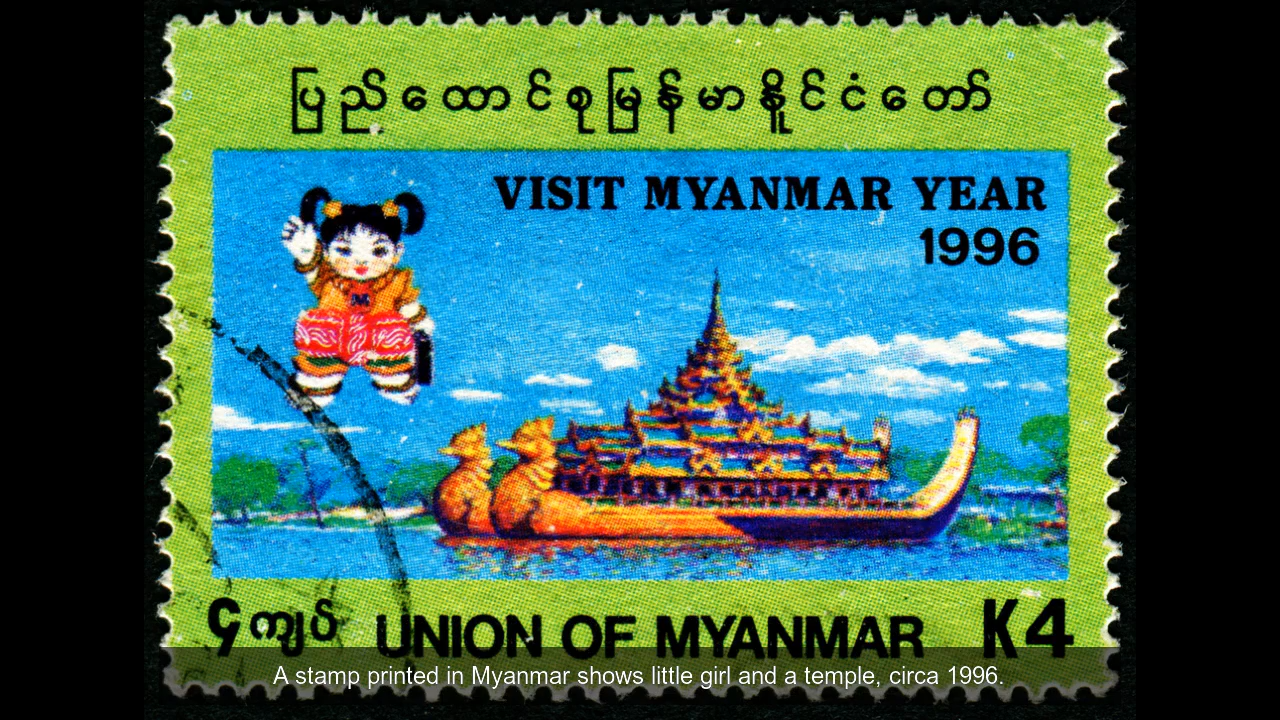 ပြည်ထောင်စုမြန်မာနိုင်ငံတော်
VISIT MYANMAR YEAR
1996
M
၄ ကျပ် UNION OF MYANMAR K4
A stamp printed in Myanmar shows little girl and a temple, circa 1996.